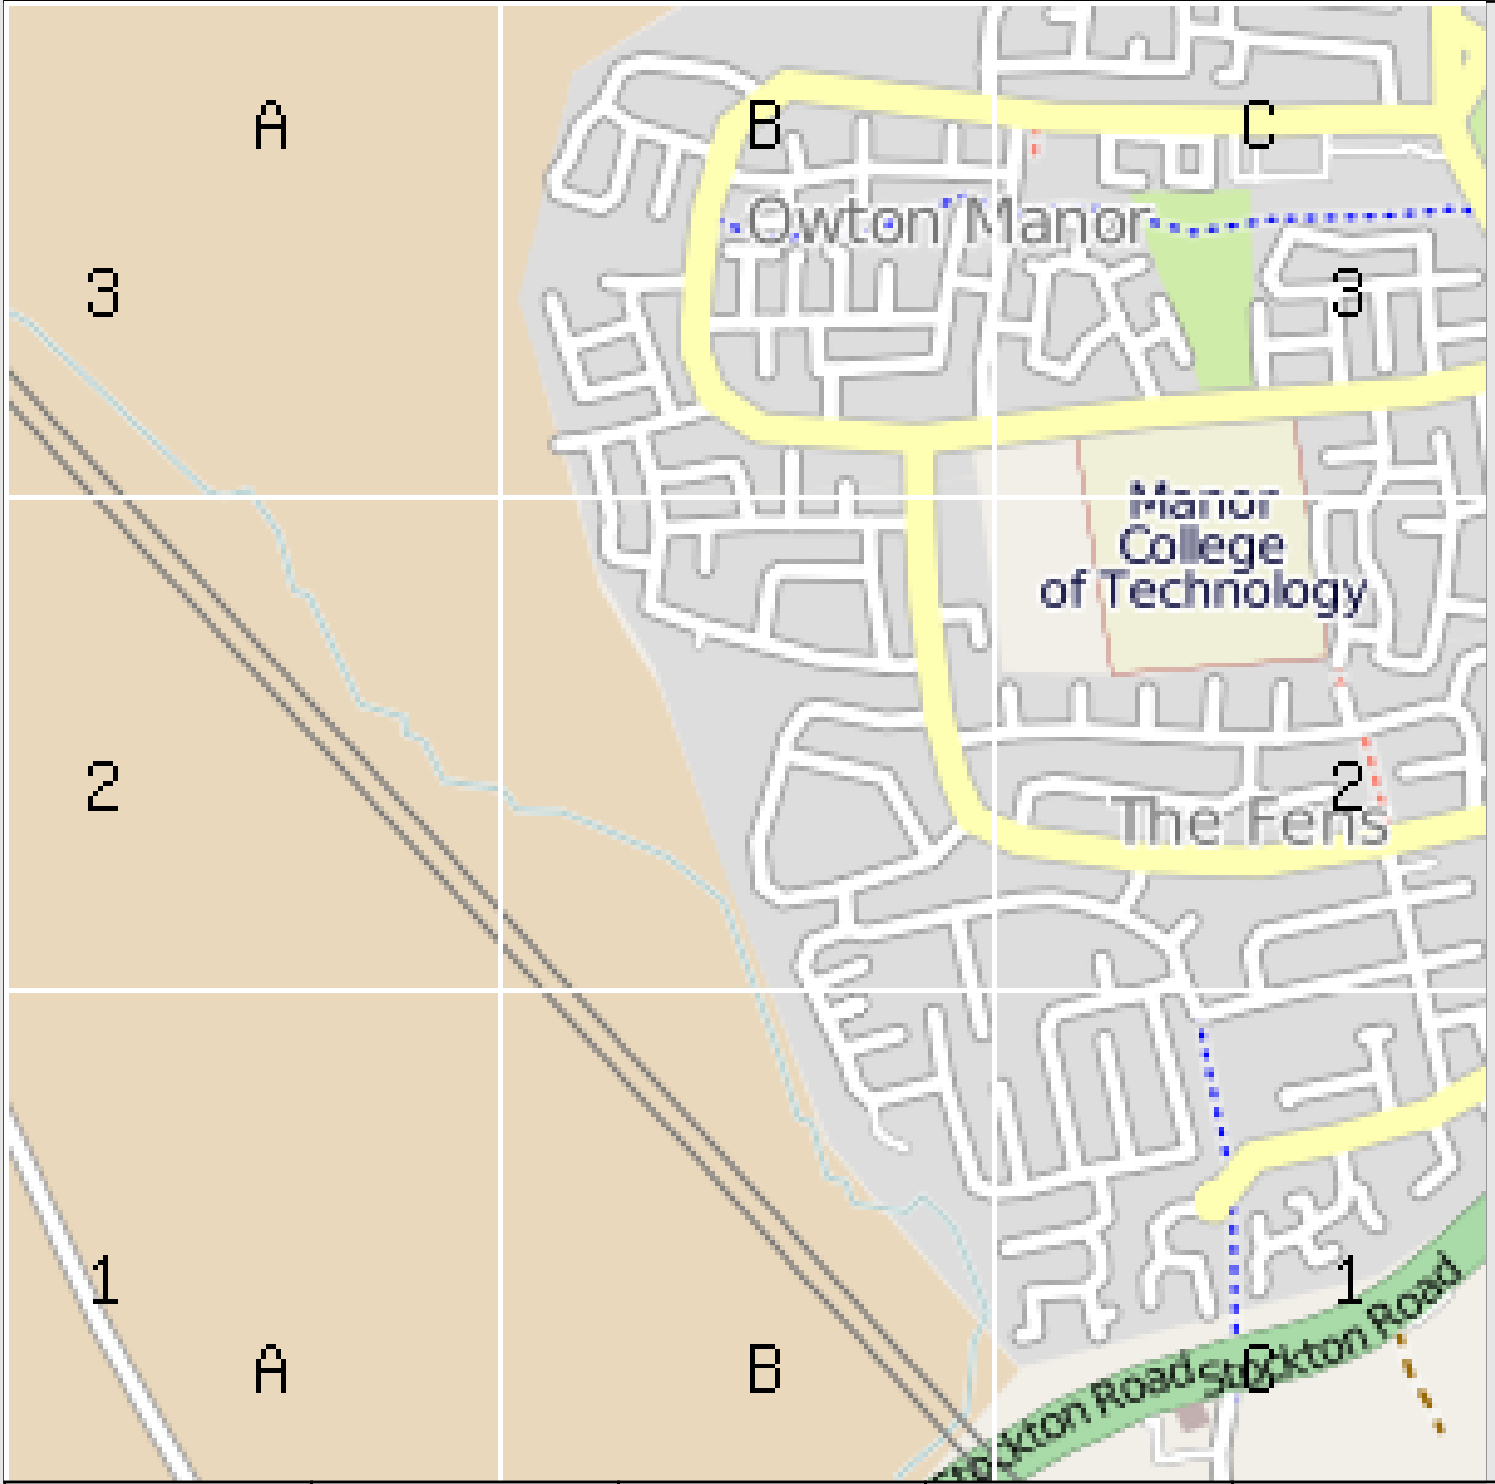 A
B
C
Owton Manor
3
3
Manor
College
of Technology
2
2
The Fens
1
1
A
B
C
Stockton Road
Stockton Road